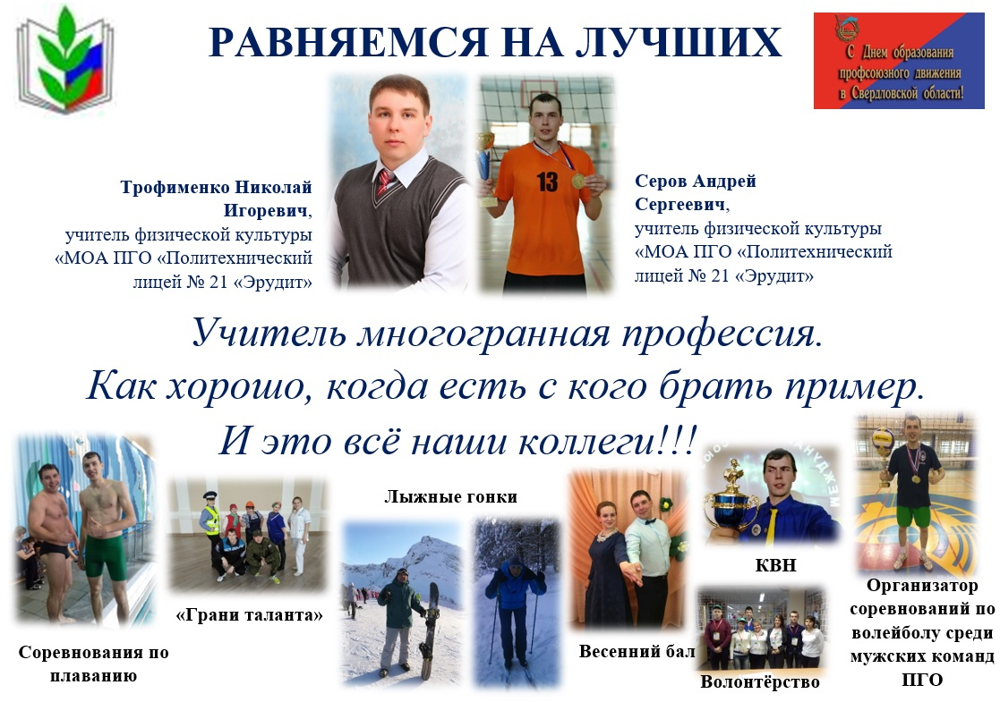 РАВНЯЕМСЯ НА ЛУЧШИХ
С Днем образования
профсоюзного движения
в Свердловской области!
Трофименко Николай
Игоревич,
учитель физической культуры
«МОА ПГО «Политехнический
лицей № 21 «Эрудит»
13
Серов Андрей
Сергеевич,
учитель физической культуры
«МОА ПГО «Политехнический
лицей № 21 «Эрудит»
Учитель многогранная профессия.
Как хорошо, когда есть с кого брать пример.
И это всё наши коллеги!!!
Соревнования по
плаванию
«Грани таланта»
Лыжные гонки
Весенний бал
КВН
Волонтёрство
Организатор
соревнований по
волейболу среди
мужских команд
ПГО